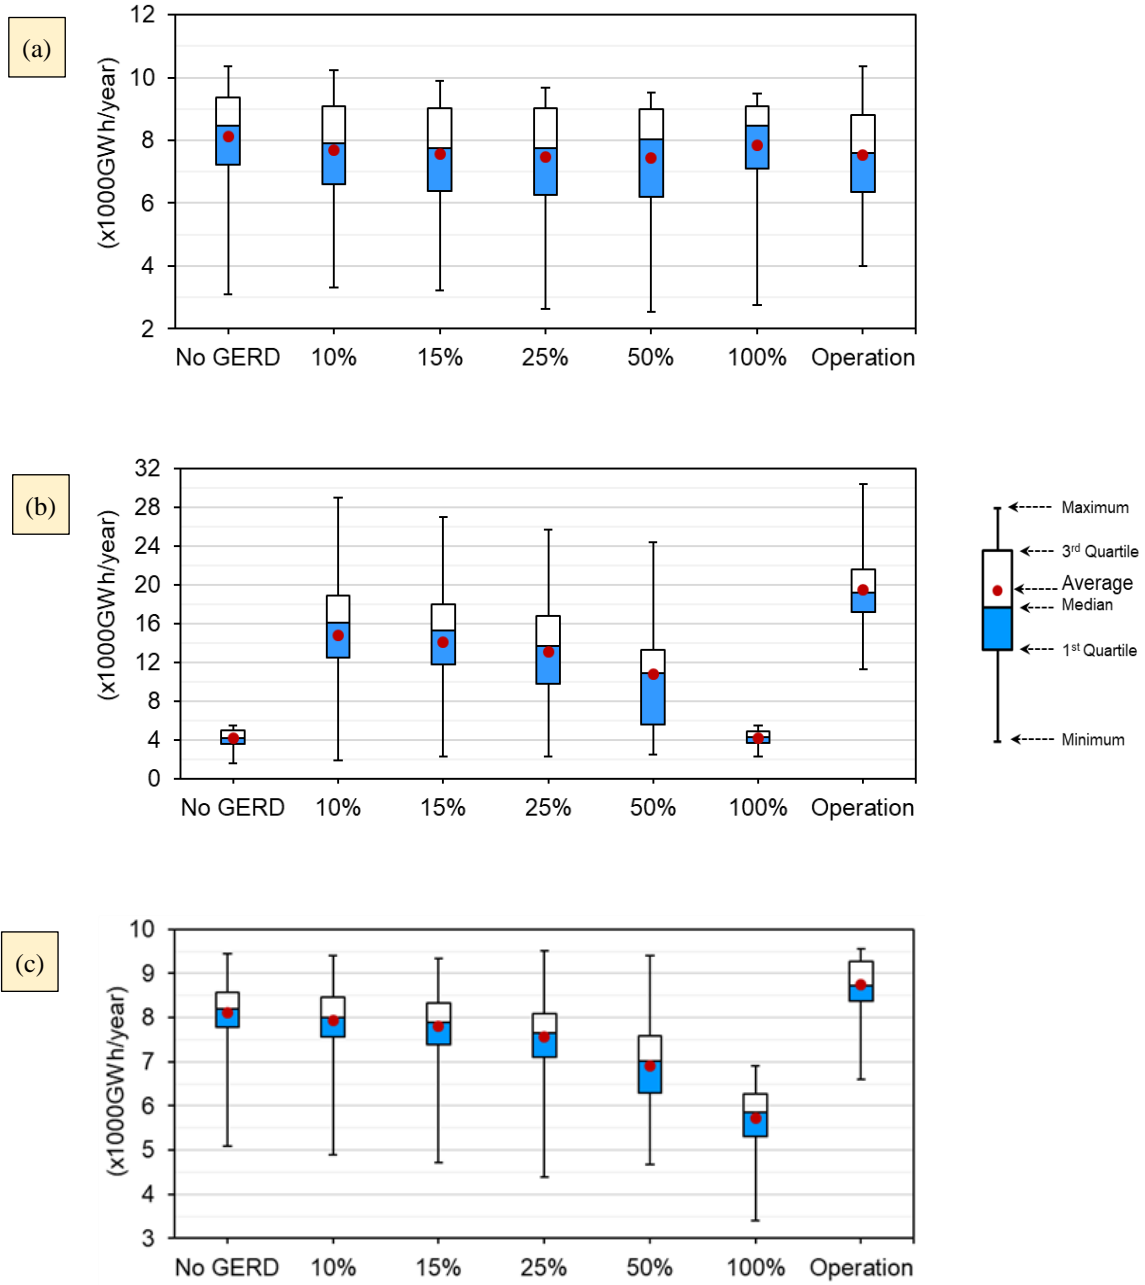 (a)
(x1000GWh/year)
12
10
8
6
4
2
No GERD 10% 15% 25% 50% 100% Operation
(b)
(x1000GWh/year)
32
28
24
20
16
12
8
4
0
No GERD 10% 15% 25% 50% 100% Operation
Maximum
3rd Quartile
Average
Median
1st Quartile
Minimum
(c)
(x1000GWh/year)
10
9
8
7
6
5
4
3
No GERD 10% 15% 25% 50% 100% Operation